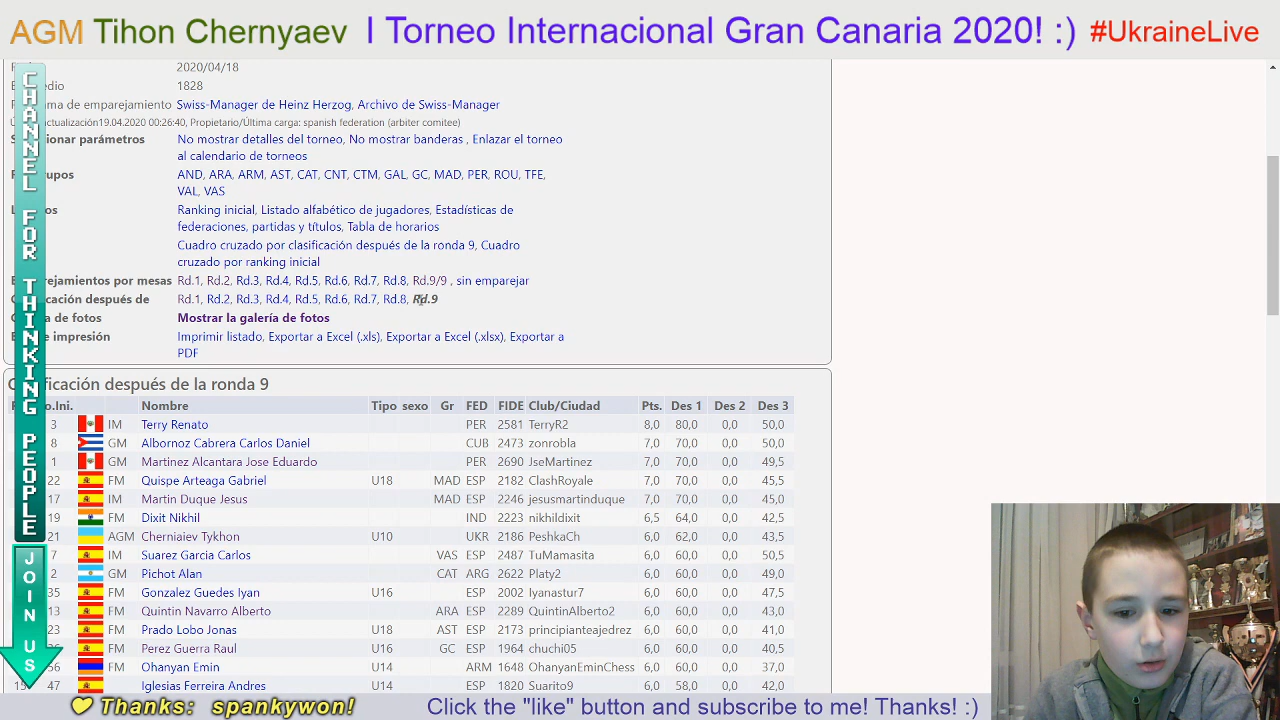 AGM Tihon Chernyaev I Torneo Internacional Gran Canaria 2020! :) #UkraineLive
2020/04/18
1828
Swiss-Manager de Heinz Herzog, Archivo de Swiss-Manager
19.04.2020 00:26:40, Propietario/Última carga: spanish federation (arbiter comitee)
parámetros No mostrar detalles del torneo, No mostrar banderas , Enlazar el torneo
al calendario de torneos
AND, ARA, ARM, AST, CAT, CNT, CTM, GAL, GC, MAD, PER, ROU, TFE,
VAL, VAS
Ranking inicial, Listado alfabético de jugadores, Estadísticas de
federaciones, partidas y títulos, Tabla de horarios
Cuadro cruzado por clasificación después de la ronda 9, Cuadro
cruzado por ranking inicial
por mesas Rd.1, Rd.2, Rd.3, Rd.4, Rd.5, Rd.6, Rd.7, Rd.8, Rd.9/9 , sin emparejar
después de Rd.1, Rd.2, Rd.3, Rd.4, Rd.5, Rd.6, Rd.7, Rd.8, Rd.9
de fotos Mostrar la galería de fotos
impresión Imprimir listado, Exportar a Excel (.xls), Exportar a Excel (.xlsx), Exportar a
PDF
después de la ronda 9
Nombre Tipo sexo Gr FED FIDE Club/Ciudad Pts. Des 1 Des 2 Des 3
3 IM Terry Renato PER 2581 TerryR2 8,0 80,0 0,0 50,0
8 GM Albornoz Cabrera Carlos Daniel CUB 2473 zonrobla 7,0 70,0 0,0 50,0
1 GM Martinez Alcantara Jose Eduardo PER 2690 JseMartinez 7,0 70,0 0,0 49,5
22 FM Quispe Arteaga Gabriel U18 MAD ESP 2182 ClashRoyale 7,0 70,0 0,0 45,5
17 IM Martin Duque Jesus MAD ESP 2246 jesusmartinduque 7,0 70,0 0,0 45,0
19 FM Dixit Nikhil IND 2223 nikhildixit 6,5 64,0 0,0 42,5
21 AGM Cherniaiev Tykhon U10 UKR 2186 PeshkaCh 6,0 62,0 0,0 43,5
7 IM Suarez Garcia Carlos VAS ESP 2487 TuMamasita 6,0 60,0 0,0 50,5
2 GM Pichot Alan CAT ARG 2622 Platy2 6,0 60,0 0,0 49,0
35 FM Gonzalez Guedes Iyan U16 ESP 2002 Iyanastur7 6,0 60,0 0,0 47,5
13 FM Quintin Navarro Alberto ARA ESP 2289 QuintinAlberto2 6,0 60,0 0,0 43,0
23 FM Prado Lobo Jonas U18 AST ESP 2173 principianteajedrez 6,0 60,0 0,0 41,0
FM Perez Guerra Raul U16 GC ESP 1964 chuchi05 6,0 60,0 0,0 40,5
FM Ohanyan Emin U14 ARM 1648 OhanyanEminChess 6,0 60,0 0,0 37,0
47 Iglesias Ferreira Andres U14 ESP 1820 Suarito9 6,0 58,0 0,0 42,0
CHANNEL FOR THINKING PEOPLE
JOIN US
Thanks: spankywon!
Click the "like" button and subscribe to me! Thanks! :)